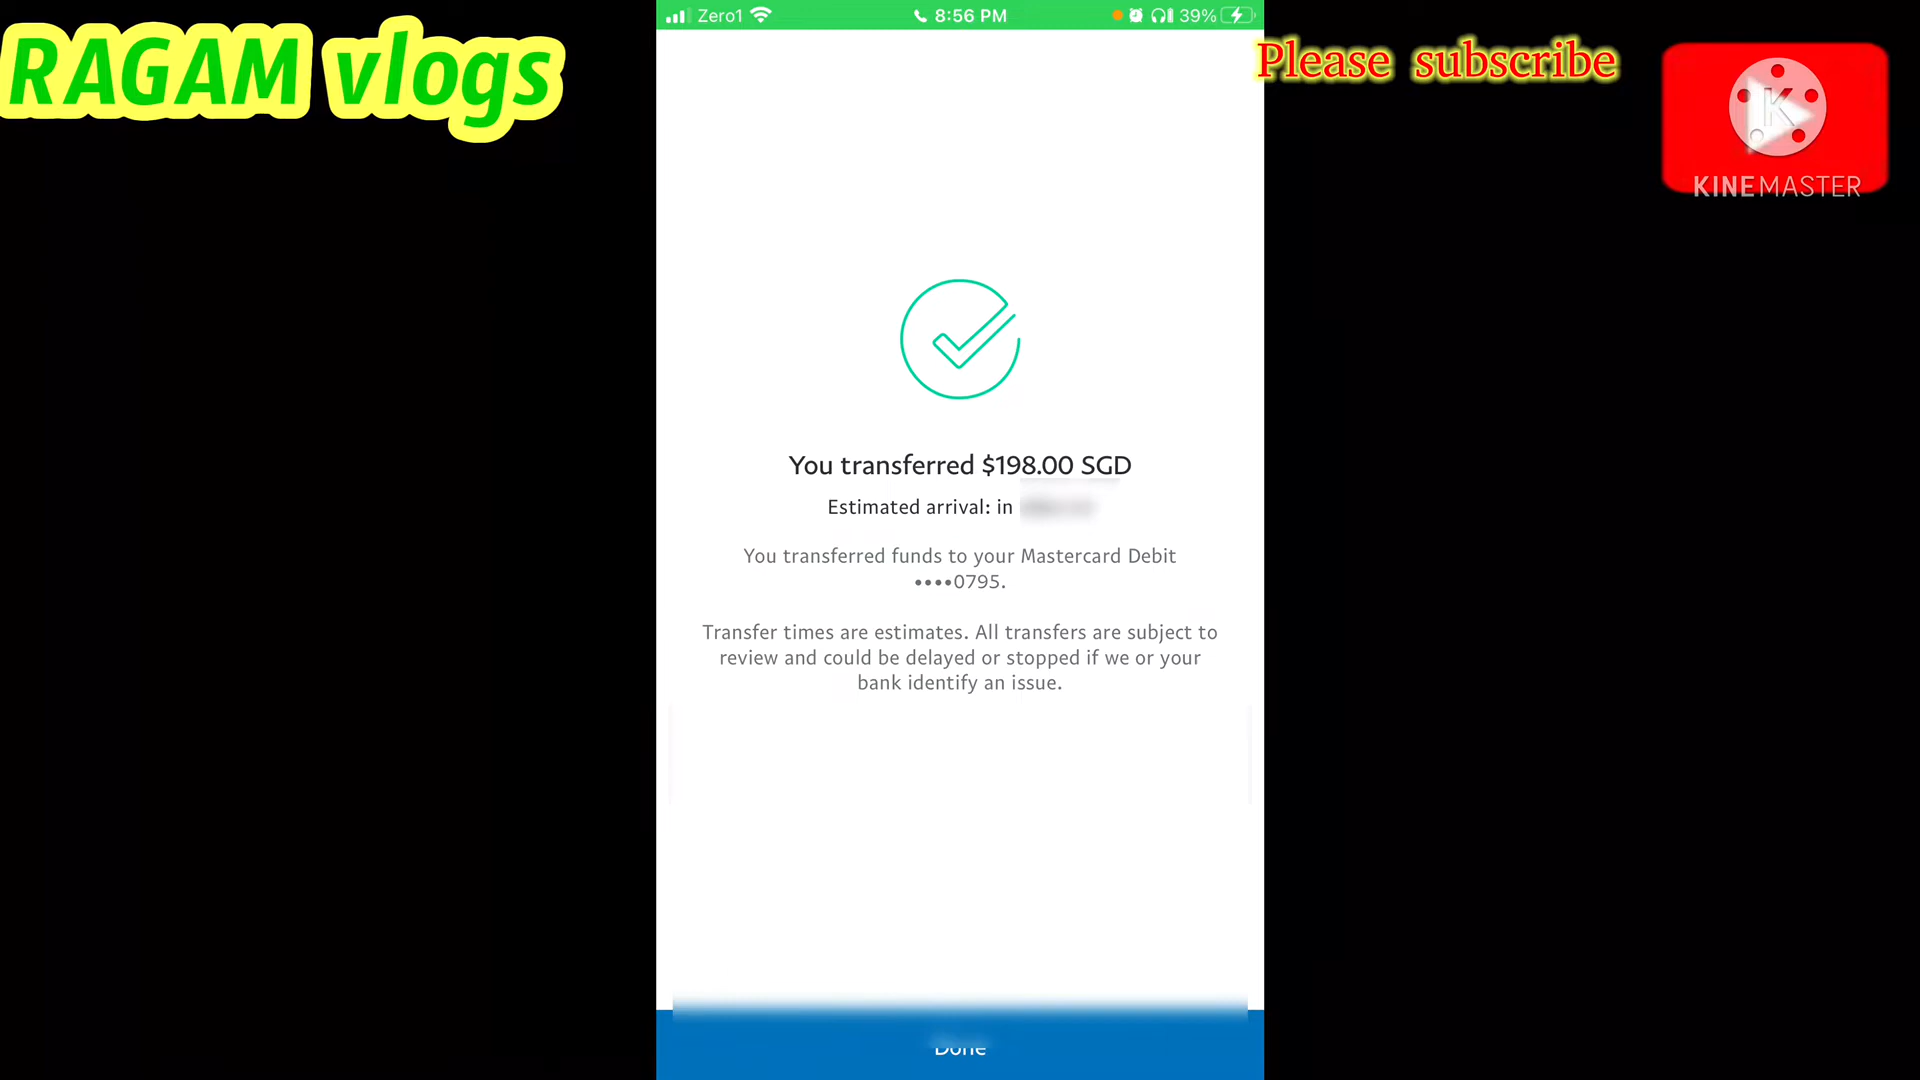 Zero1 8:56 PM 39%
RAGAM vlogs
Please subscribe
K
KINEMASTER
You transferred $198.00 SGD
Estimated arrival: in
You transferred funds to your Mastercard Debit
••••0795.
Transfer times are estimates. All transfers are subject to
review and could be delayed or stopped if we or your
bank identify an issue.
Done